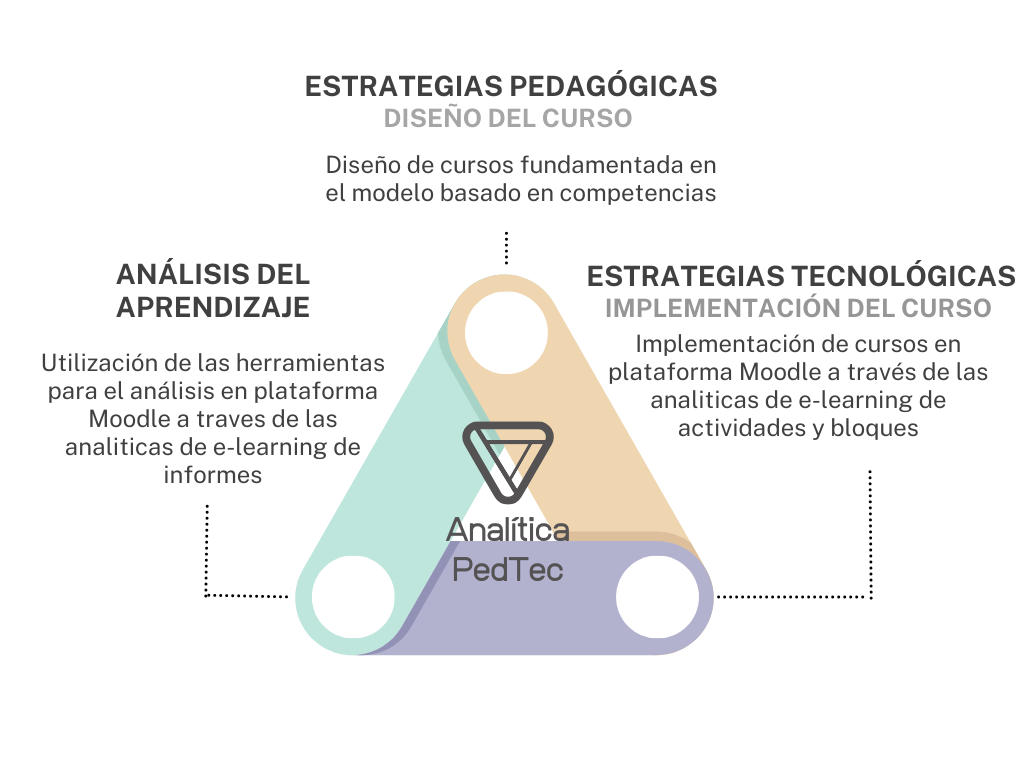 ESTRATEGIAS PEDAGÓGICAS
DISEÑO DEL CURSO
Diseño de cursos fundamentada en
el modelo basado en competencias
ANÁLISIS DEL
APRENDIZAJE
Utilización de las herramientas
para el análisis en plataforma
Moodle a traves de las
analiticas de e-learning de
informes
ESTRATEGIAS TECNOLÓGICAS
IMPLEMENTACIÓN DEL CURSO
Implementación de cursos en
plataforma Moodle a través de las
analiticas de e-learning de
actividades y bloques
Analítica
PedTec